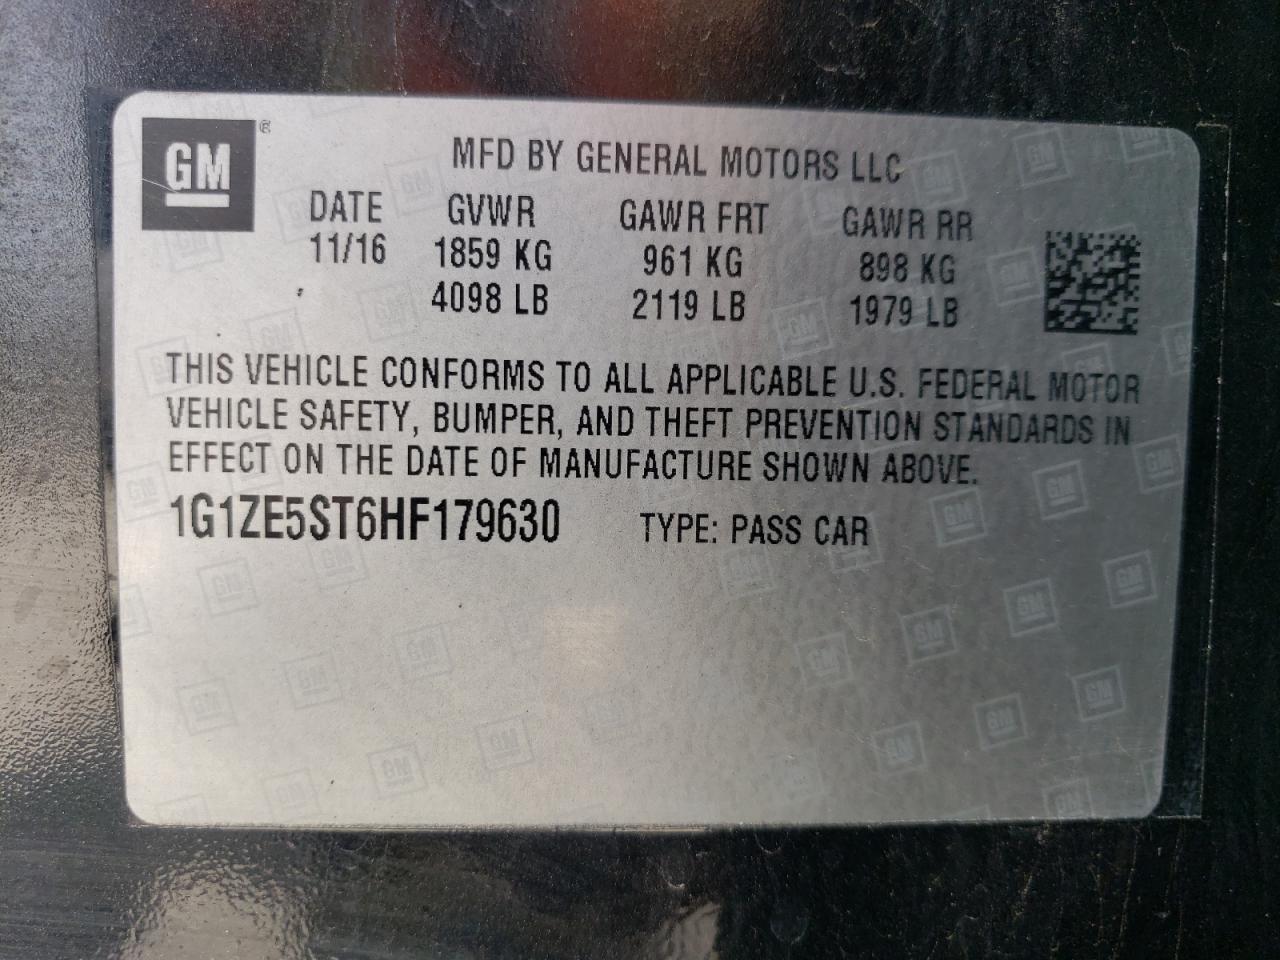 GM ®
MFD BY GENERAL MOTORS LLC
DATE GVWR GAWR FRT GAWR RR
11/16 1859 KG 961 KG 898 KG
4098 LB 2119 LB 1979 LB
THIS VEHICLE CONFORMS TO ALL APPLICABLE U.S. FEDERAL MOTOR
VEHICLE SAFETY, BUMPER, AND THEFT PREVENTION STANDARDS IN
EFFECT ON THE DATE OF MANUFACTURE SHOWN ABOVE.
1G1ZE5ST6HF179630 TYPE: PASS CAR